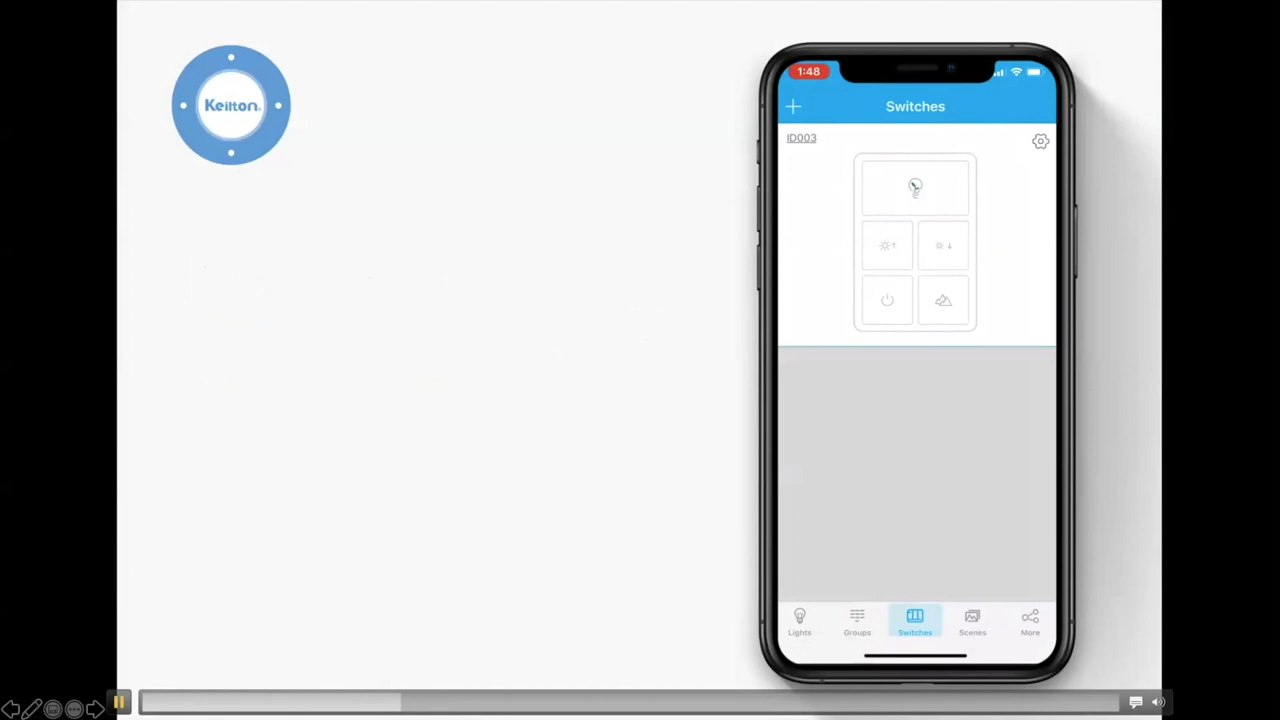 Keilton
1:48
Switches
ID003
Lights
Groups
Switches
Scenes
More